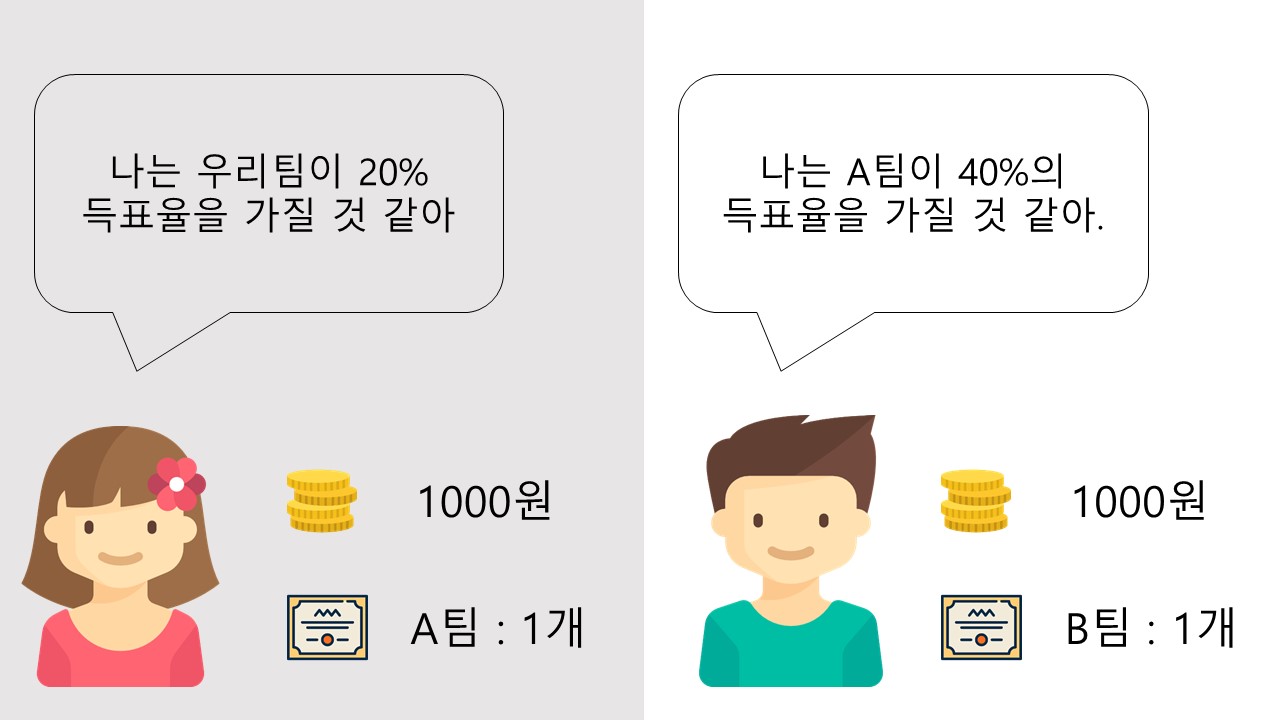 나는 우리팀이 20%
득표율을 가질 것 같아
1000원
A팀 : 1개
나는 A팀이 40%의
득표율을 가질 것 같아.
1000원
B팀 : 1개